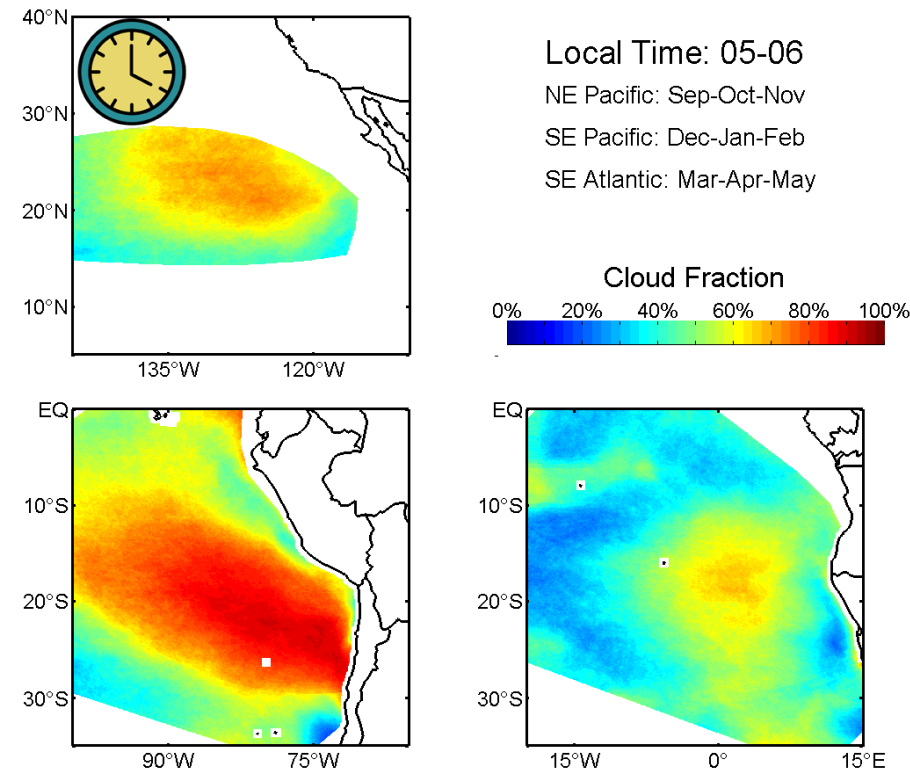 40°N
30°N
20°N
10°N
135°W 120°W
Local Time: 05-06
NE Pacific: Sep-Oct-Nov
SE Pacific: Dec-Jan-Feb
SE Atlantic: Mar-Apr-May
Cloud Fraction
0% 20% 40% 60% 80% 100%
EQ
10°S
20°S
30°S
90°W 75°W
EQ
10°S
20°S
30°S
15°W 0° 15°E